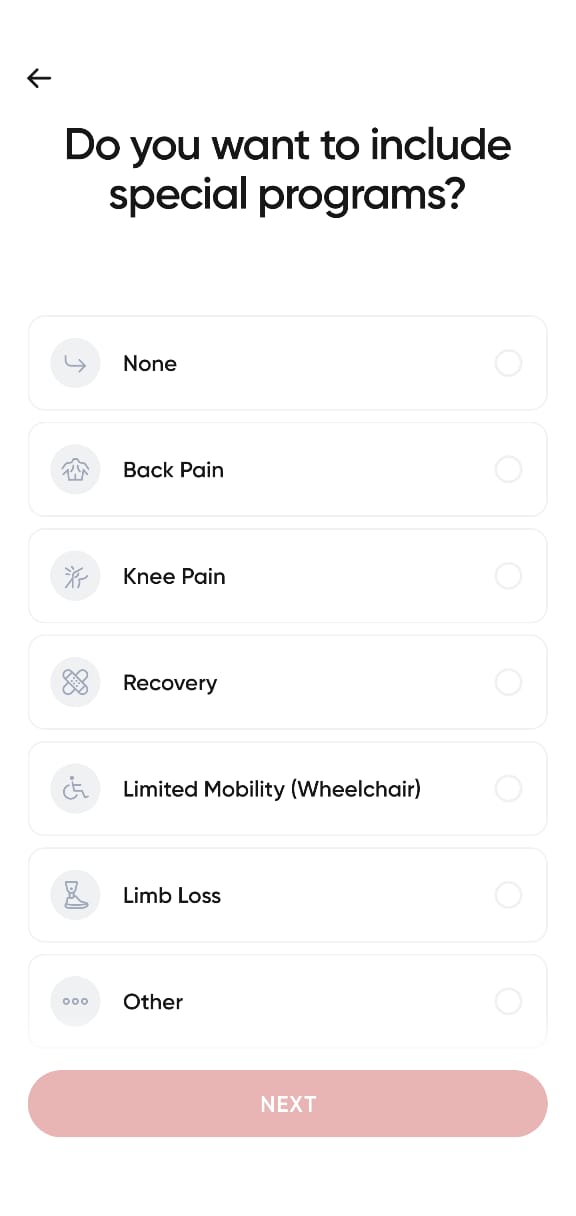 Do you want to include
special programs?
None
Back Pain
Knee Pain
Recovery
Limited Mobility (Wheelchair)
Limb Loss
Other
NEXT